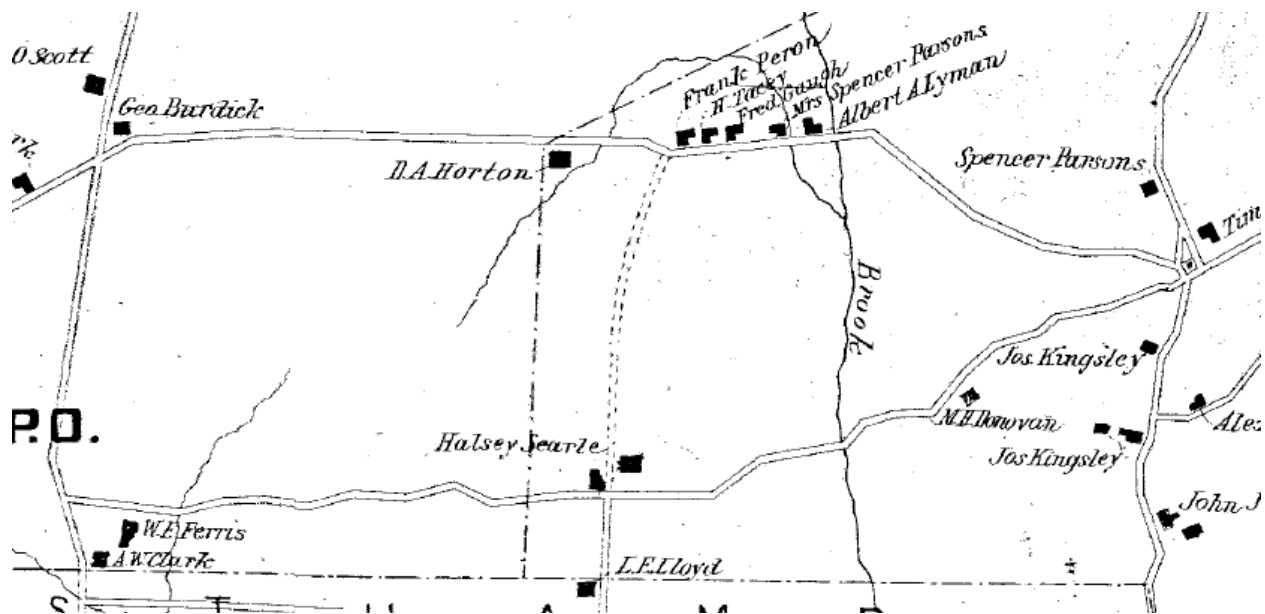 O Scott
Geo Burdick
Frank Peron
H. Tacey
Fred. Gough
Mrs Spencer Parsons
Albert A Lyman
D.A. Horton
Spencer Parsons
Brook
Jos. Kingsley
P.O.
Halsey Searle
M.H. Donovan
Jos. Kingsley
W.E. Ferris
A.W. Clark
L.E. Lloyd